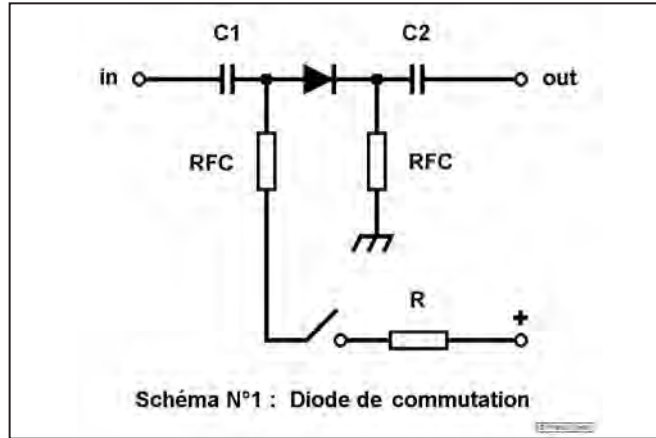 C1 C2
in out
RFC RFC
R
+
Schéma N°1 : Diode de commutation